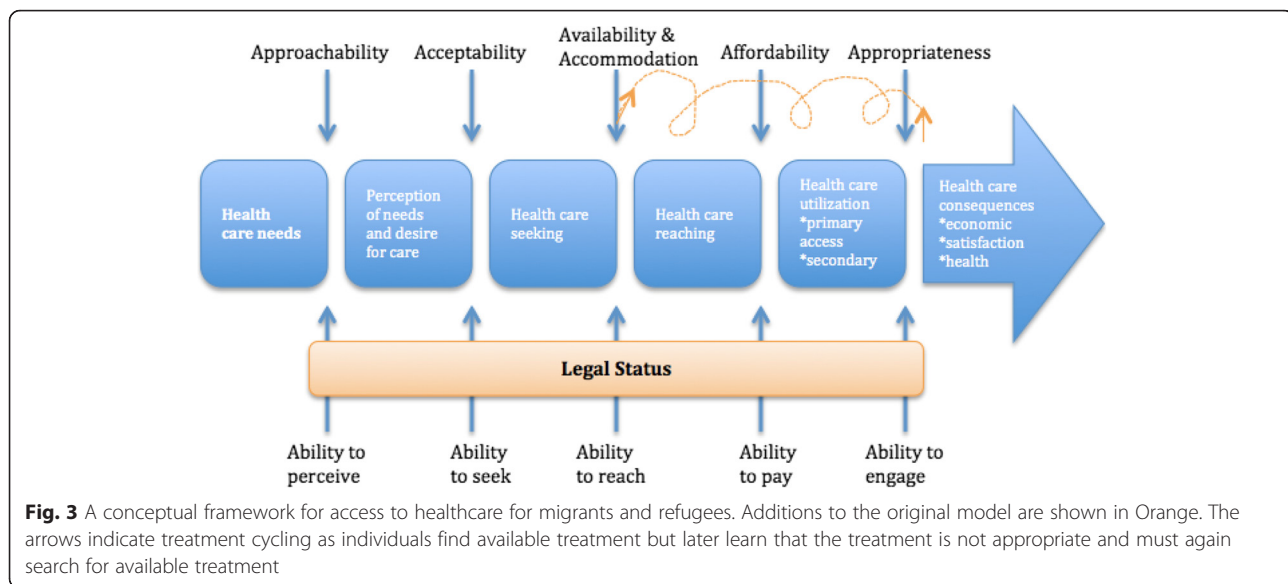 Approachability
Acceptability
Availability &
Accommodation
Affordability
Appropriateness
Health
care needs
Perception
of needs
and desire
for care
Health care
seeking
Health care
reaching
Health care
utilization
*primary
access
*secondary
Health care
consequences
*economic
*satisfaction
*health
Legal Status
Ability to
perceive
Ability
to seek
Ability
to reach
Ability
to pay
Ability to
engage
Fig. 3 A conceptual framework for access to healthcare for migrants and refugees. Additions to the original model are shown in Orange. The
arrows indicate treatment cycling as individuals find available treatment but later learn that the treatment is not appropriate and must again
search for available treatment